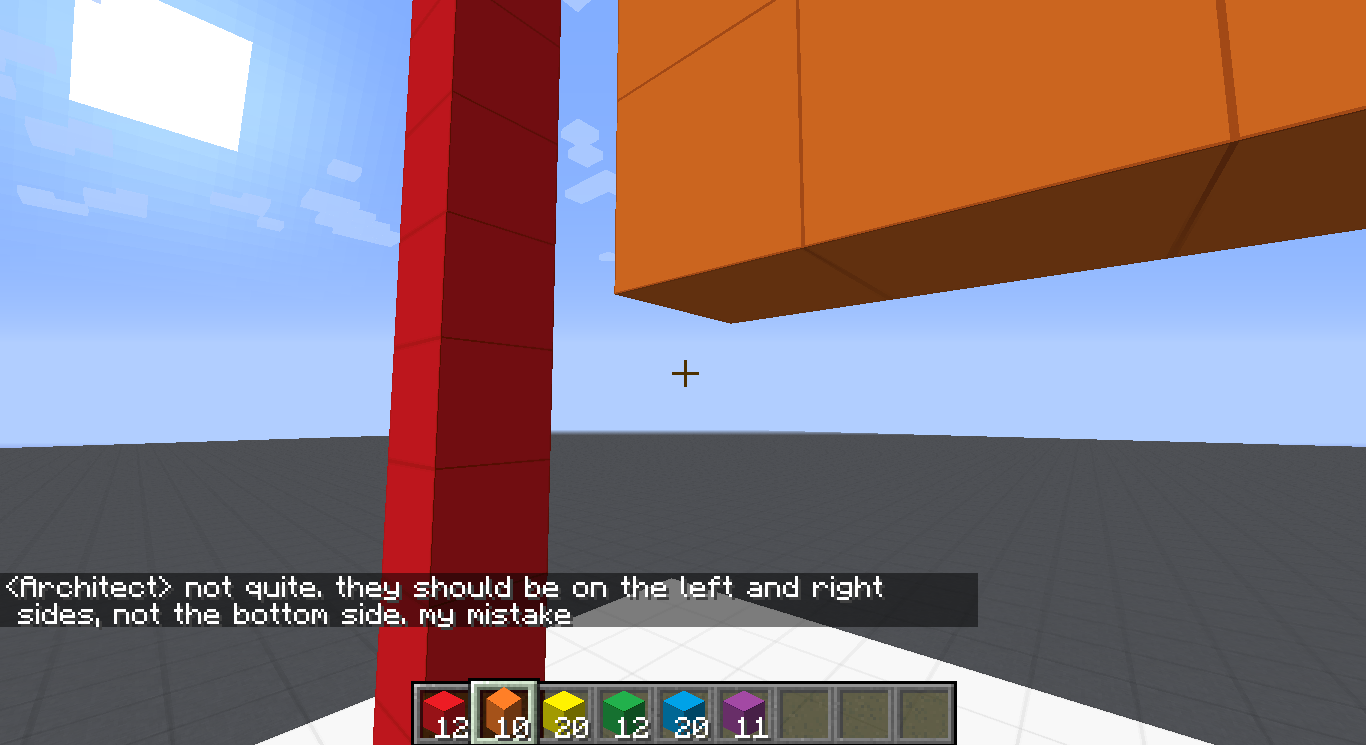 <Architect> not quite. they should be on the left and right
sides, not the bottom side. my mistake
12 10 20 12 20 11